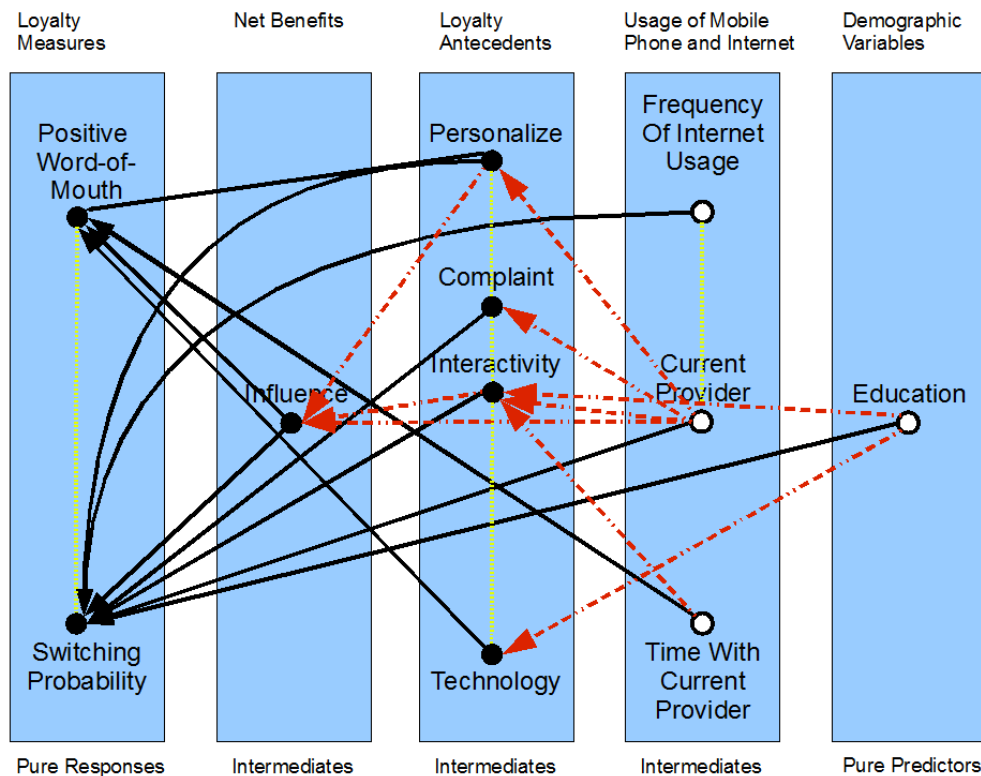 Loyalty
Measures
Net Benefits
Loyalty
Antecedents
Usage of Mobile
Phone and Internet
Demographic
Variables
Positive
Word-of-
Mouth
Personalize
Frequency
Of Internet
Usage
Complaint
Interactivity
Influence
Current
Provider
Education
Switching
Probability
Technology
Time With
Current
Provider
Pure Responses
Intermediates
Intermediates
Intermediates
Pure Predictors